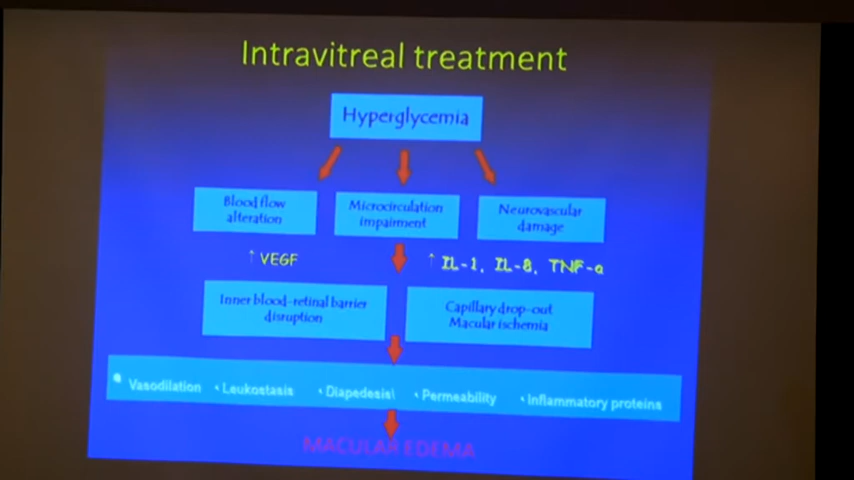 Intravitreal treatment
Hyperglycemia
Blood flow
alteration
Microcirculation
impairment
Neurovascular
damage
↑ VEGF
↑ IL-1, IL-8, TNF-α
Inner blood-retinal barrier
disruption
Capillary drop-out
Macular ischemia
• Vasodilation • Leukostasis • Diapedesi\ • Permeability • Inflammatory proteins
MACULAR EDEMA